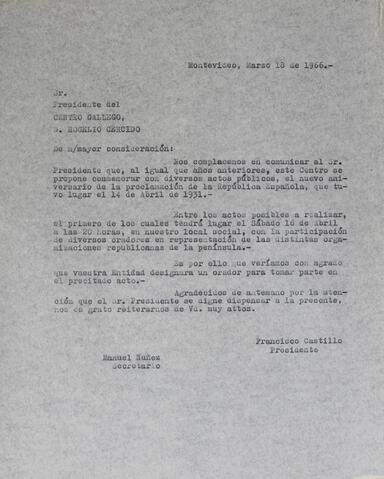 Montevideo, Marzo 18 de 1966.-
Sr.
Presidente del
CENTRO GALLEGO,
D. ROGELIO CERCIDO
De n/mayor consideración:
Nos complacemos en comunicar al Sr.
Presidente que, al igual que años anteriores, este Centro se
propone conmemorar con diversos actos públicos, el nuevo ani-
versario de la proclamación de la República Española, que tu-
vo lugar el 14 de Abril de 1931.-
Entre los actos posibles a realizar,
el primero de los cuales tendrá lugar el Sábado 16 de Abril
a las 20 horas, en nuestro local social, con la participación
de diversos oradores en representación de las distintas orga-
nizaciones republicanas de la península.-
Es por ello que veríamos con agrado
que vuestra Entidad designara un orador para tomar parte en
el precitado acto.-
Agradecidos de antemano por la aten-
ción que el Sr. Presidente se digne dispensar a la presente,
nos es grato reiterarnos de Vd. muy attos.-
Francisco Castillo
Presidente
Manuel Nuñez
Secretario